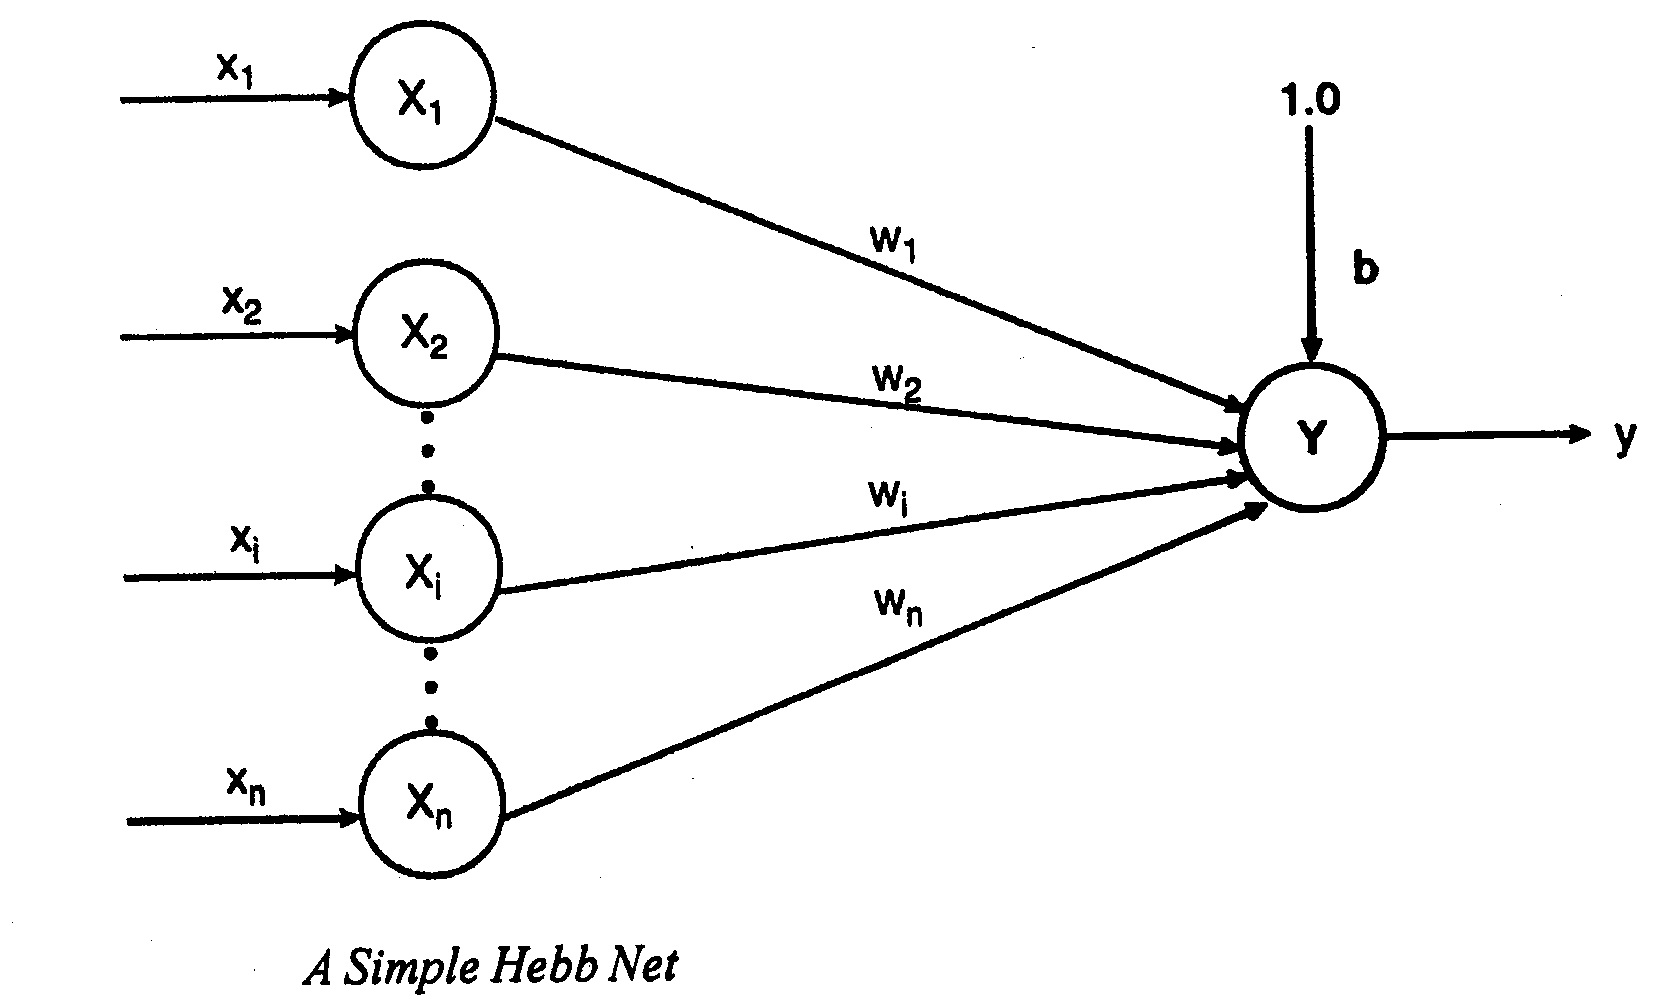 x₁
X₁
1.0
w₁
b
x₂
X₂
w₂
Y
y
wᵢ
xᵢ
Xᵢ
wₙ
xₙ
Xₙ
A Simple Hebb Net